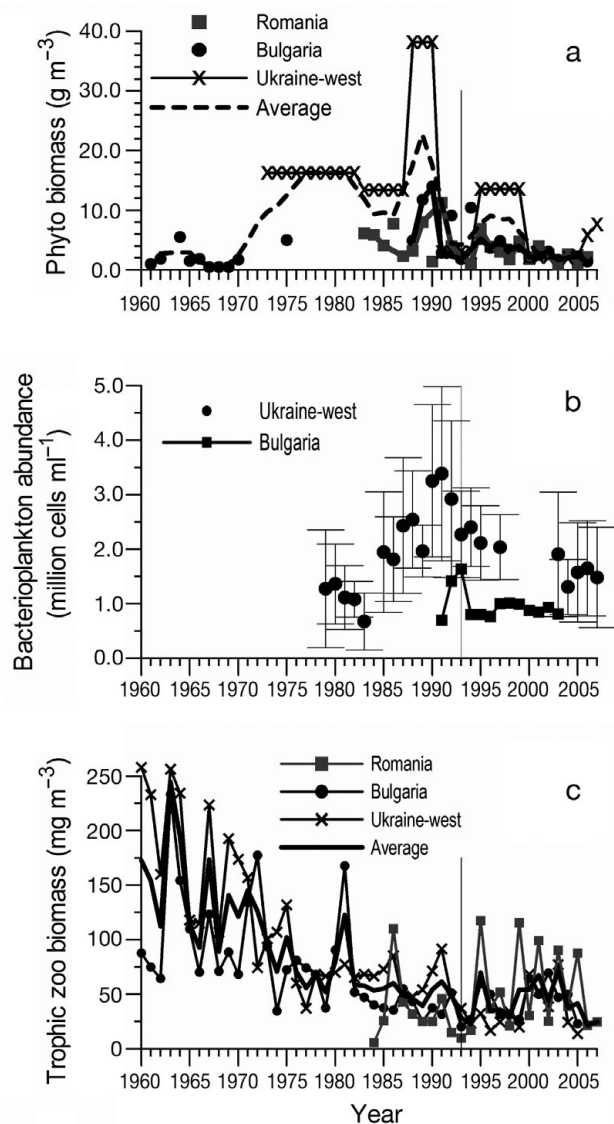 Romania
Bulgaria
Ukraine-west
Average
a
Phyto biomass (g m⁻³)
40.0
30.0
20.0
10.0
0.0
1960 1965 1970 1975 1980 1985 1990 1995 2000 2005
b
Ukraine-west
Bulgaria
Bacterioplankton abundance
(million cells ml⁻¹)
5.0
4.0
3.0
2.0
1.0
0.0
1960 1965 1970 1975 1980 1985 1990 1995 2000 2005
c
Romania
Bulgaria
Ukraine-west
Average
Trophic zoo biomass (mg m⁻³)
250
200
150
100
50
0
1960 1965 1970 1975 1980 1985 1990 1995 2000 2005
Year